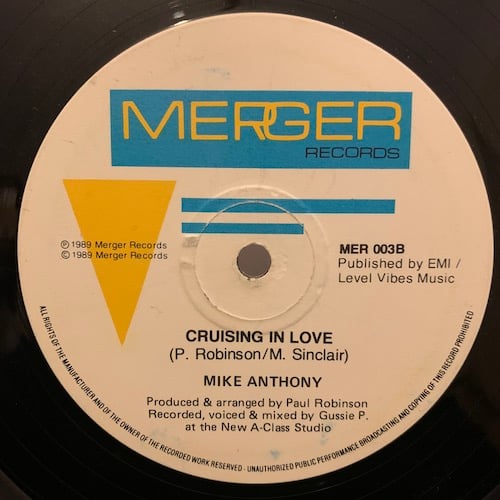 MERGER
RECORDS
℗ 1989 Merger Records
© 1989 Merger Records
MER 003B
Published by EMI /
Level Vibes Music
CRUISING IN LOVE
(P. Robinson/M. Sinclair)
MIKE ANTHONY
Produced & arranged by Paul Robinson
Recorded, voiced & mixed by Gussie P.
at the New A-Class Studio
ALL RIGHTS OF THE MANUFACTURER AND OF THE OWNER OF THE RECORDED WORK RESERVED - UNAUTHORIZED PUBLIC PERFORMANCE BROADCASTING AND COPYING OF THIS RECORD PROHIBITED